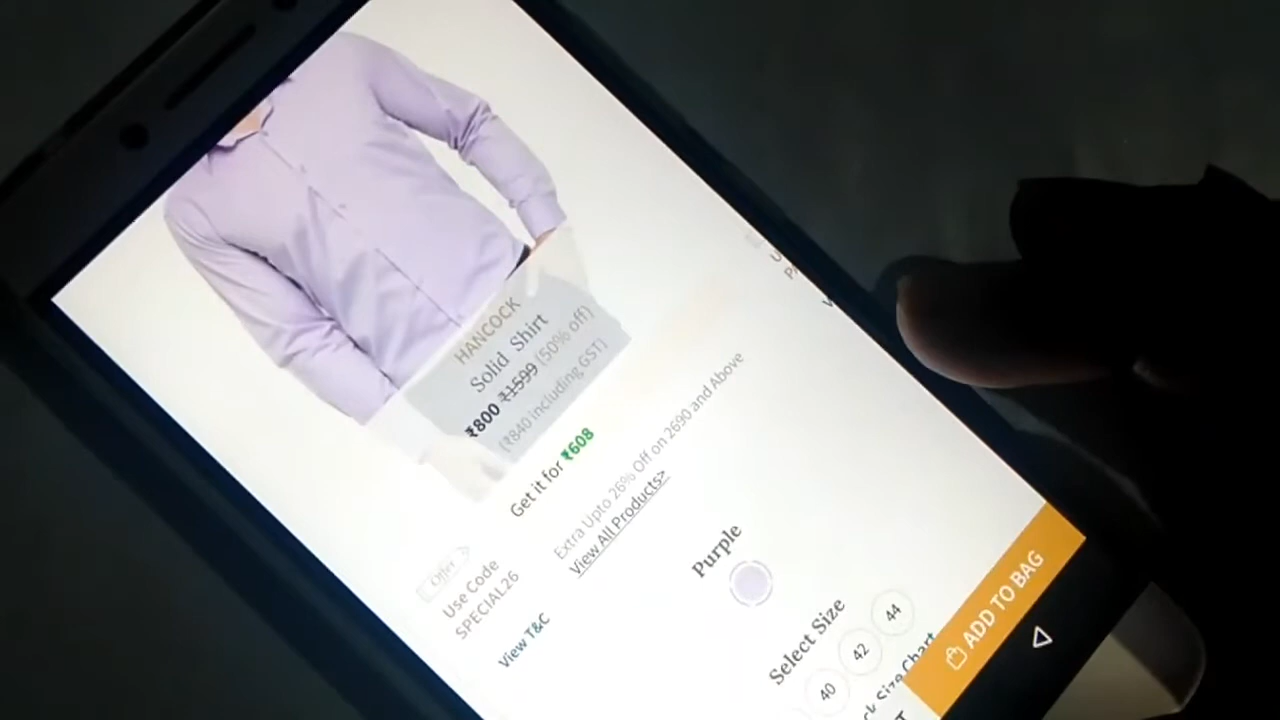 HANCOCK
Solid Shirt
₹800 ₹1599 (50% off)
(₹840 including GST)
Get it for ₹608
Offer
Use Code
SPECIAL26
Extra Upto 26% Off on 2690 and Above
View All Products>
View T&C
Purple
Select Size
40 42 44
Size Chart
ADD TO BAG